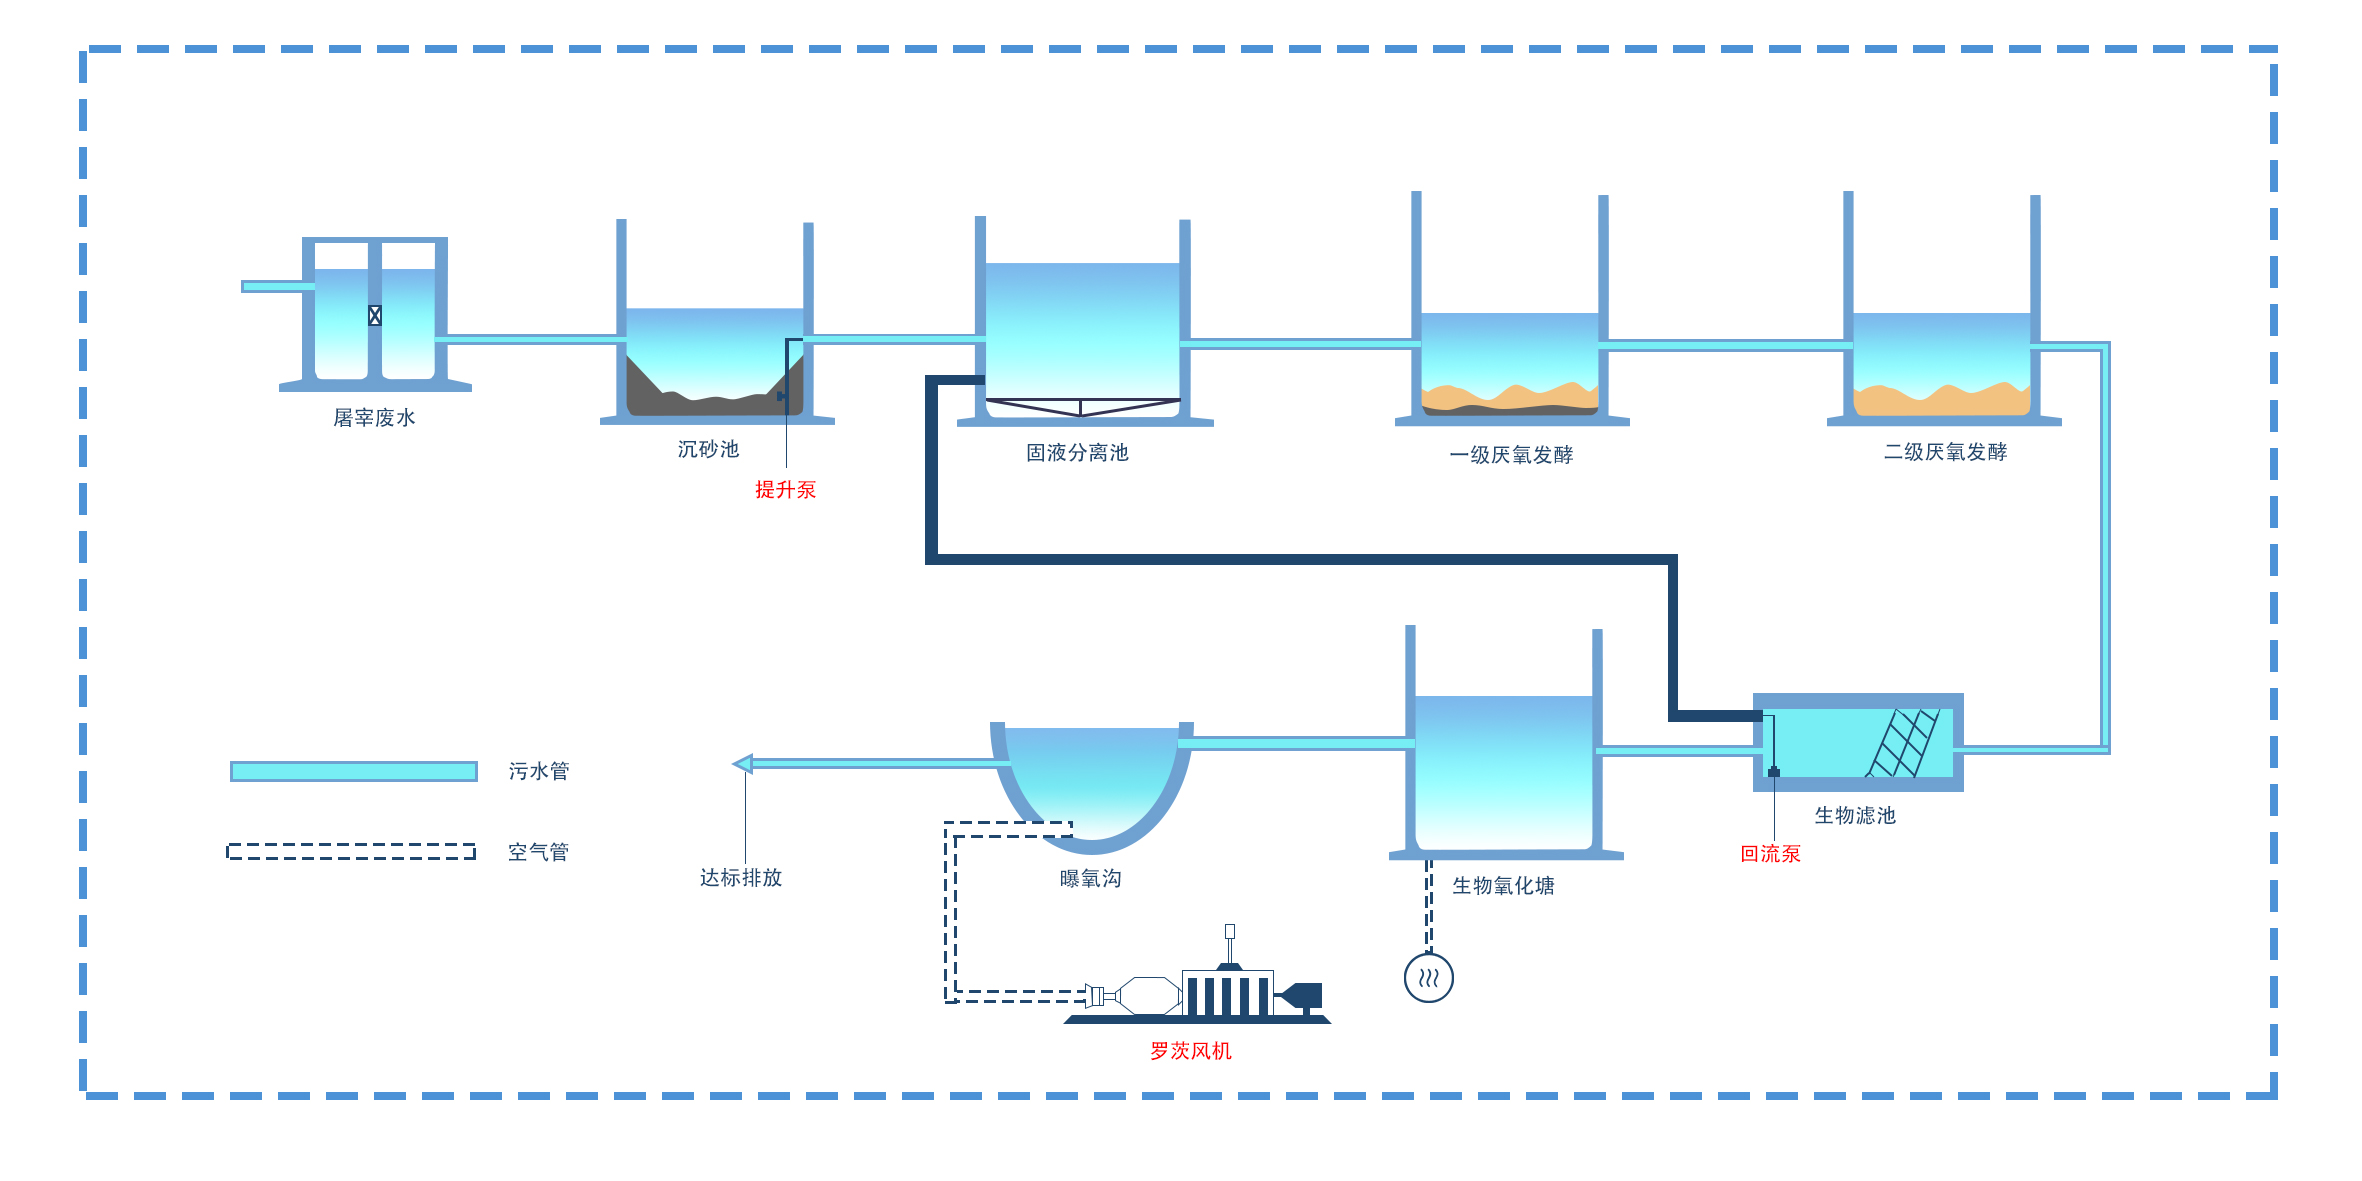 屠宰废水
沉砂池
提升泵
固液分离池
一级厌氧发酵
二级厌氧发酵
污水管
空气管
达标排放
曝氧沟
生物氧化塘
生物滤池
回流泵
罗茨风机